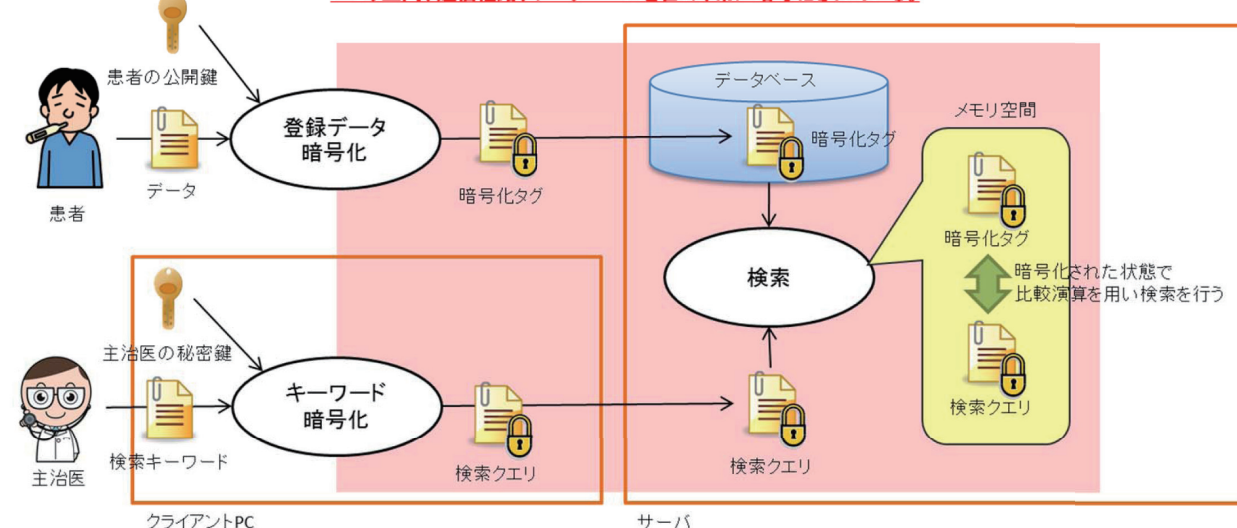 患者の公開鍵
データベース
メモリ空間
登録データ
暗号化
暗号化タグ
データ
暗号化タグ
患者
暗号化タグ
検索
暗号化された状態で
比較演算を用い検索を行う
主治医の秘密鍵
キーワード
暗号化
検索クエリ
検索キーワード
検索クエリ
検索クエリ
主治医
クライアントPC
サーバ